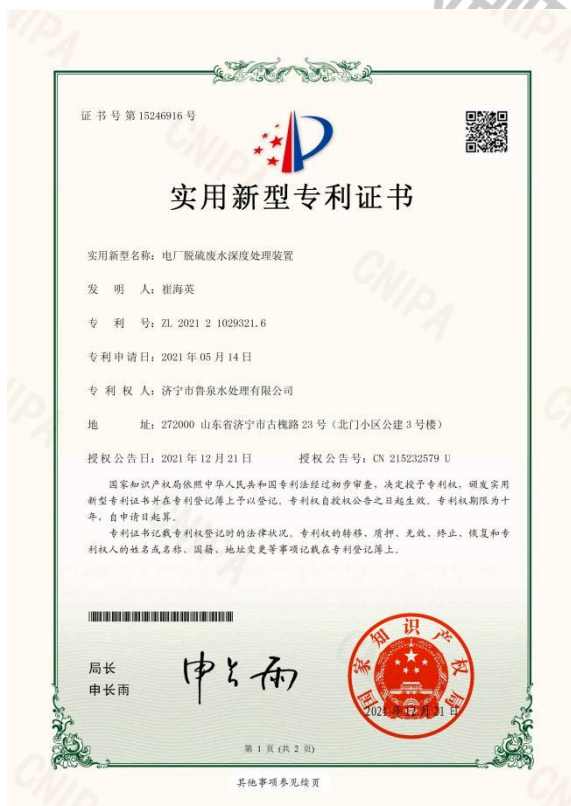 证书号第15246916号
实用新型专利证书
实用新型名称：电厂脱硫废水深度处理装置
发 明 人：崔海英
专 利 号：ZL 2021 2 1029321.6
专利申请日：2021年05月14日
专 利 权 人：济宁市鲁泉水处理有限公司
地 址：272000 山东省济宁市古槐路23号（北门小区公建3号楼）
授权公告日：2021年12月21日 授权公告号：CN 215232579 U
国家知识产权局依照中华人民共和国专利法经过初步审查，决定授予专利权，颁发实用
新型专利证书并在专利登记簿上予以登记。专利权自授权公告之日起生效。专利权期限为十
年，自申请日起算。
专利证书记载专利权登记时的法律状况。专利权的转移、质押、无效、终止、恢复和专
利权人的姓名或名称、国籍、地址变更等事项记载在专利登记簿上。
局长
申长雨
申长雨
国家知识产权局
2021年12月21日
第 1 页 (共 2 页)
其他事项参见续页
CNIPA
CNIPA
CNIPA
CNIPA